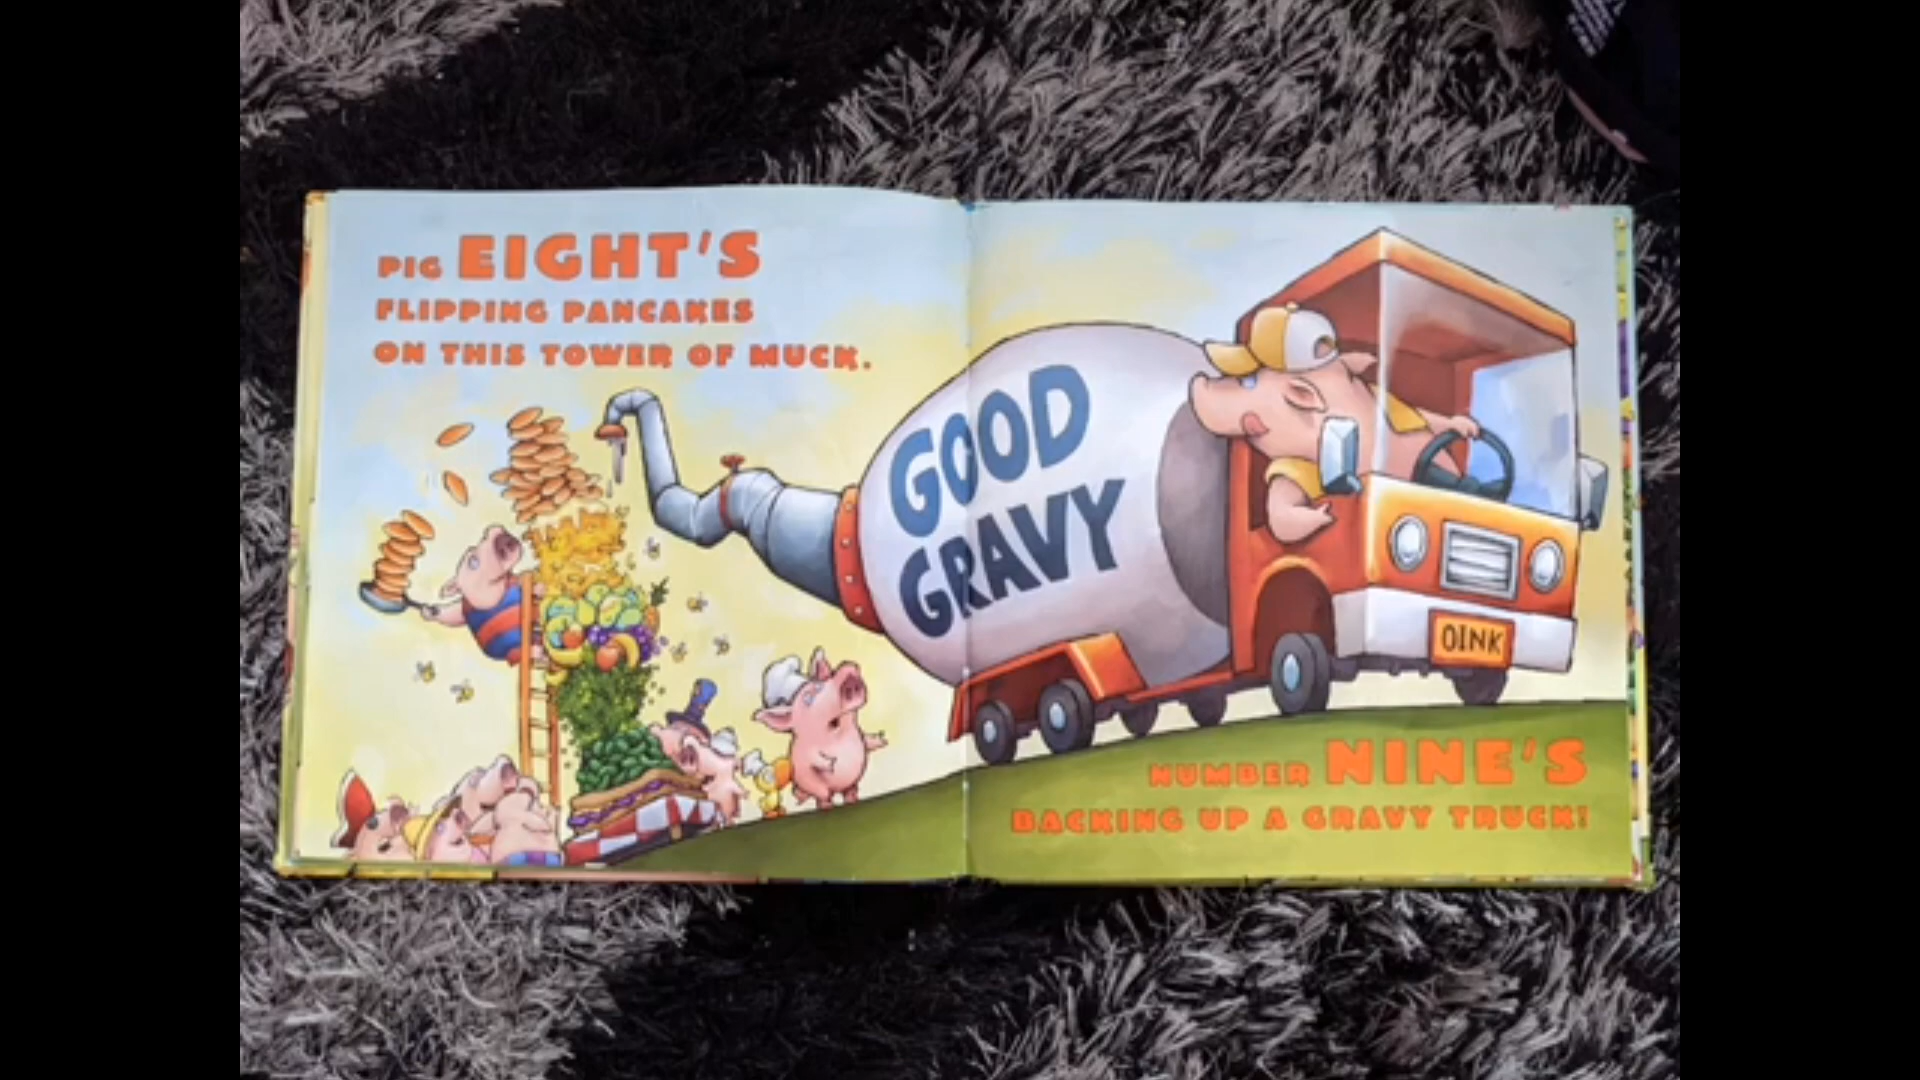 PIG EIGHT'S
FLIPPING PANCAKES
ON THIS TOWER OF MUCK.
GOOD
GRAVY
OINK
NUMBER NINE'S
BACKING UP A GRAVY TRUCK!